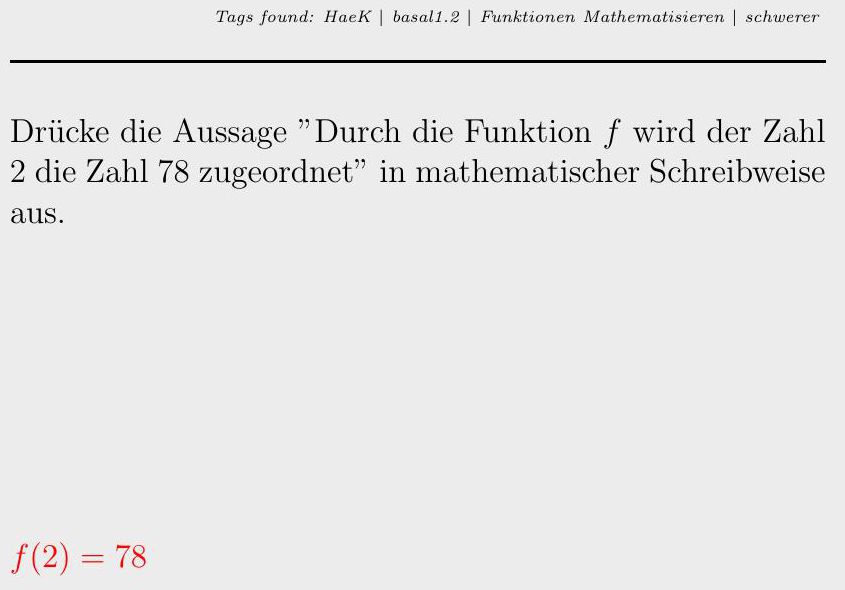 Tags found: HaeK | basal1.2 | Funktionen Mathematisieren | schwerer
Drücke die Aussage ”Durch die Funktion f wird der Zahl
2 die Zahl 78 zugeordnet” in mathematischer Schreibweise
aus.
f(2) = 78